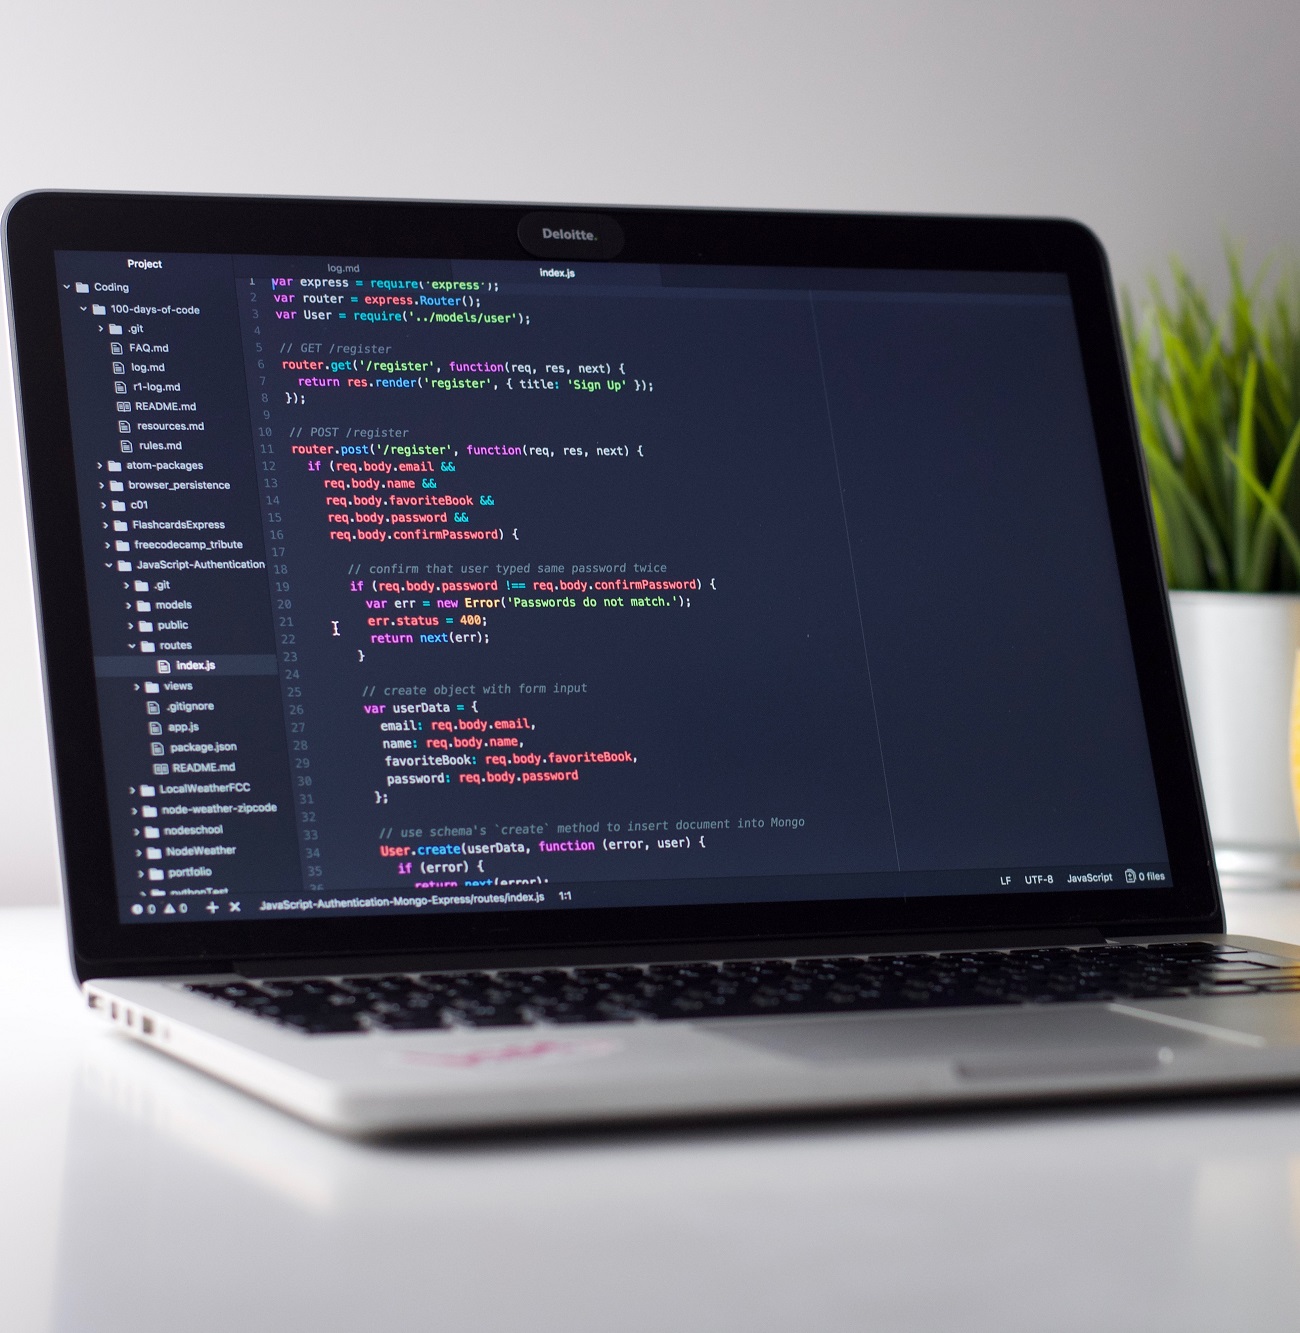 Deloitte.
Project
log.md
index.js
Coding
100-days-of-code
.git
FAQ.md
log.md
r1-log.md
README.md
resources.md
rules.md
atom-packages
browser_persistence
c01
FlashcardsExpress
freecodecamp_tribute
JavaScript-Authentication
.git
models
public
routes
index.js
views
.gitignore
app.js
package.json
README.md
LocalWeatherFCC
node-weather-zipcode
nodeschool
NodeWeather
portfolio
pythonTest
1 var express = require('express');
2 var router = express.Router();
3 var User = require('../models/user');
4
5 // GET /register
6 router.get('/register', function(req, res, next) {
7 return res.render('register', { title: 'Sign Up' });
8 });
9
10 // POST /register
11 router.post('/register', function(req, res, next) {
12 if (req.body.email &&
13 req.body.name &&
14 req.body.favoriteBook &&
15 req.body.password &&
16 req.body.confirmPassword) {
17
18 // confirm that user typed same password twice
19 if (req.body.password !== req.body.confirmPassword) {
20 var err = new Error('Passwords do not match.');
21 err.status = 400;
22 return next(err);
23 }
24
25 // create object with form input
26 var userData = {
27 email: req.body.email,
28 name: req.body.name,
29 favoriteBook: req.body.favoriteBook,
30 password: req.body.password
31 };
32
33 // use schema's `create` method to insert document into Mongo
34 User.create(userData, function (error, user) {
35 if (error) {
36 return next(error);
0 0 + × JavaScript-Authentication-Mongo-Express/routes/index.js 1:1 LF UTF-8 JavaScript 0 files